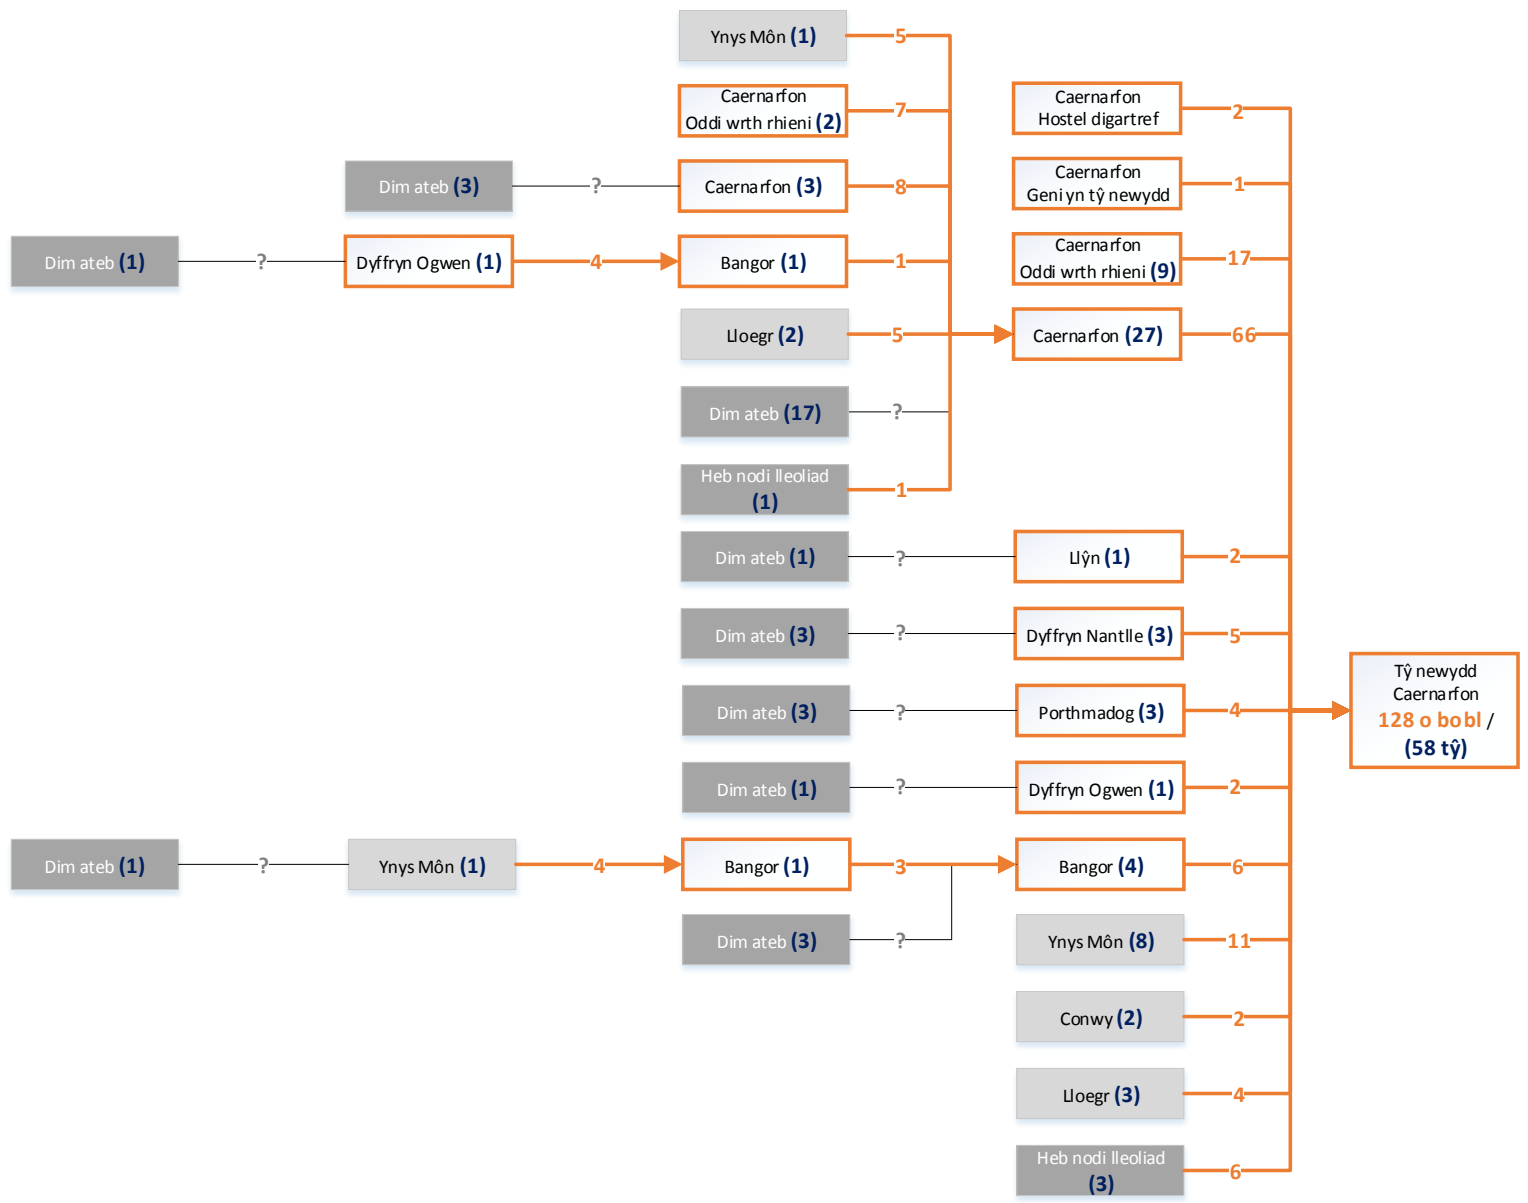 Ynys Môn (1)
5
Caernarfon
Oddi wrth rhieni (2)
7
Caernarfon
Hostel digartref
2
Dim ateb (3)
?
Caernarfon (3)
8
Caernarfon
Geni yn tŷ newydd
1
Dim ateb (1)
?
Dyffryn Ogwen (1)
4
Bangor (1)
1
Caernarfon
Oddi wrth rhieni (9)
17
Lloegr (2)
5
Caernarfon (27)
66
Dim ateb (17)
?
Heb nodi lleoliad
(1)
1
Dim ateb (1)
?
Llŷn (1)
2
Dim ateb (3)
?
Dyffryn Nantlle (3)
5
Dim ateb (3)
?
Porthmadog (3)
4
Tŷ newydd
Caernarfon
128 o bobl /
(58 tŷ)
Dim ateb (1)
?
Dyffryn Ogwen (1)
2
Dim ateb (1)
?
Ynys Môn (1)
4
Bangor (1)
3
Bangor (4)
6
Dim ateb (3)
?
Ynys Môn (8)
11
Conwy (2)
2
Lloegr (3)
4
Heb nodi lleoliad
(3)
6